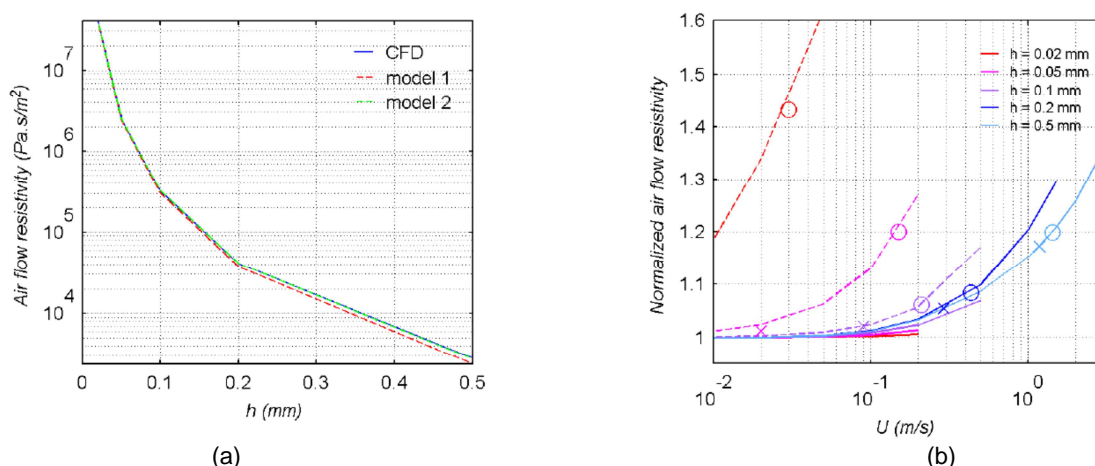 CFD
model 1
model 2
10^7
10^6
10^5
10^4
0
0.1
0.2
0.3
0.4
0.5
Air flow resistivity (Pa.s/m²)
h (mm)
(a)
h = 0.02 mm
h = 0.05 mm
h = 0.1 mm
h = 0.2 mm
h = 0.5 mm
1.6
1.5
1.4
1.3
1.2
1.1
1
10^-2
10^-1
10^0
Normalized air flow resistivity
U (m/s)
(b)